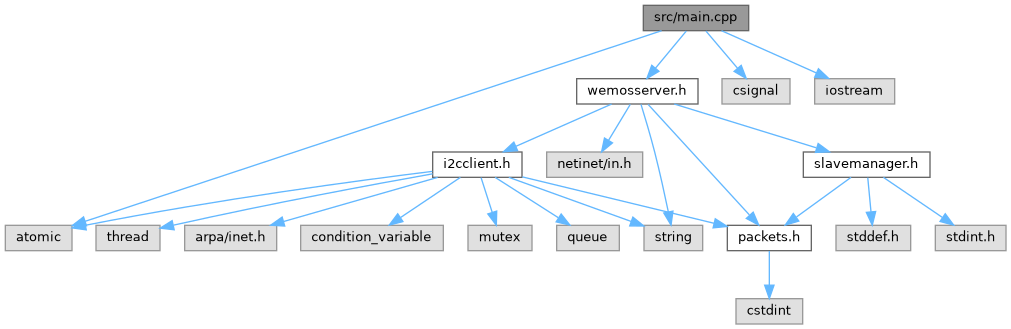 src/main.cpp
wemosserver.h
csignal
iostream
i2cclient.h
netinet/in.h
slavemanager.h
atomic
thread
arpa/inet.h
condition_variable
mutex
queue
string
packets.h
stddef.h
stdint.h
cstdint